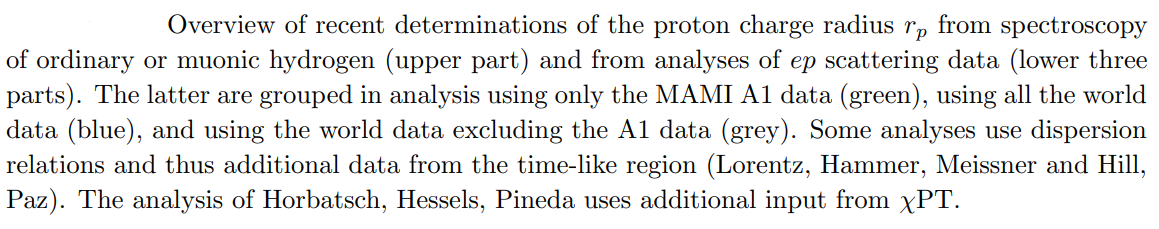 Overview of recent determinations of the proton charge radius rₚ from spectroscopy
of ordinary or muonic hydrogen (upper part) and from analyses of ep scattering data (lower three
parts). The latter are grouped in analysis using only the MAMI A1 data (green), using all the world
data (blue), and using the world data excluding the A1 data (grey). Some analyses use dispersion
relations and thus additional data from the time-like region (Lorentz, Hammer, Meissner and Hill,
Paz). The analysis of Horbatsch, Hessels, Pineda uses additional input from χPT.